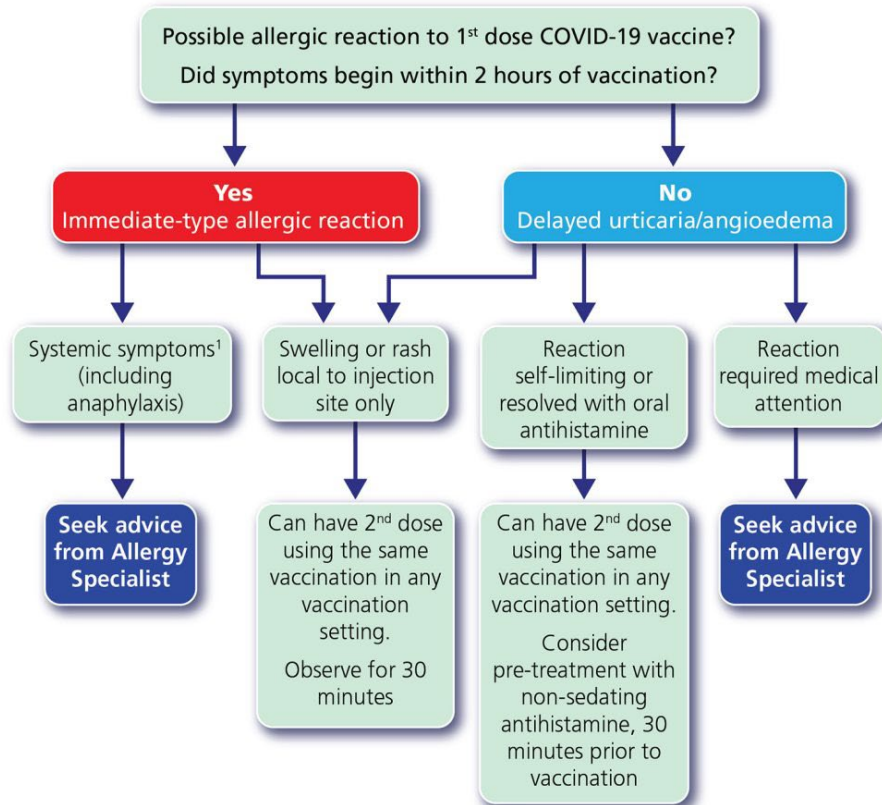 Possible allergic reaction to 1st dose COVID-19 vaccine?
Did symptoms begin within 2 hours of vaccination?
Yes
Immediate-type allergic reaction
No
Delayed urticaria/angioedema
Systemic symptoms¹
(including
anaphylaxis)
Swelling or rash
local to injection
site only
Reaction
self-limiting or
resolved with oral
antihistamine
Reaction
required medical
attention
Seek advice
from Allergy
Specialist
Can have 2nd dose
using the same
vaccination in any
vaccination
setting.
Observe for 30
minutes
Can have 2nd dose
using the same
vaccination in any
vaccination setting.
Consider
pre-treatment with
non-sedating
antihistamine, 30
minutes prior to
vaccination
Seek advice
from Allergy
Specialist